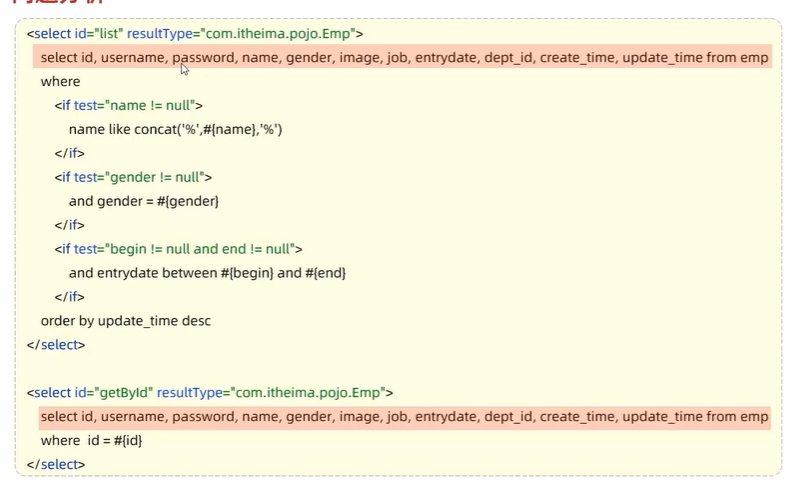 <select id="list" resultType="com.itheima.pojo.Emp">
select id, username, password, name, gender, image, job, entrydate, dept_id, create_time, update_time from emp
where
<if test="name != null">
name like concat('%',#{name},'%')
</if>
<if test="gender != null">
and gender = #{gender}
</if>
<if test="begin != null and end != null">
and entrydate between #{begin} and #{end}
</if>
order by update_time desc
</select>
<select id="getById" resultType="com.itheima.pojo.Emp">
select id, username, password, name, gender, image, job, entrydate, dept_id, create_time, update_time from emp
where id = #{id}
</select>